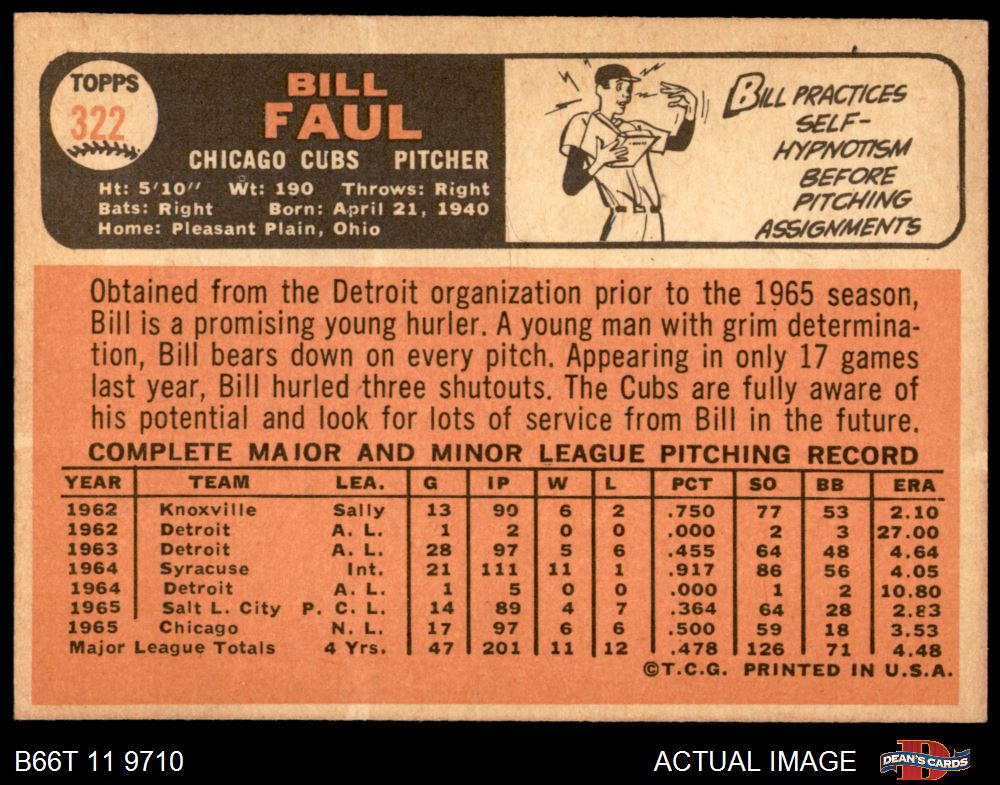 TOPPS
322
BILL
FAUL
CHICAGO CUBS PITCHER
Ht: 5'10" Wt: 190 Throws: Right
Bats: Right Born: April 21, 1940
Home: Pleasant Plain, Ohio
BILL PRACTICES
SELF-
HYPNOTISM
BEFORE
PITCHING
ASSIGNMENTS
Obtained from the Detroit organization prior to the 1965 season,
Bill is a promising young hurler. A young man with grim determina-
tion, Bill bears down on every pitch. Appearing in only 17 games
last year, Bill hurled three shutouts. The Cubs are fully aware of
his potential and look for lots of service from Bill in the future.
COMPLETE MAJOR AND MINOR LEAGUE PITCHING RECORD
YEAR TEAM LEA. G IP W L PCT SO BB ERA
1962 Knoxville Sally 13 90 6 2 .750 77 53 2.10
1962 Detroit A. L. 1 2 0 0 .000 2 3 27.00
1963 Detroit A. L. 28 97 5 6 .455 64 48 4.64
1964 Syracuse Int. 21 111 11 1 .917 86 56 4.05
1964 Detroit A. L. 1 5 0 0 .000 1 2 10.80
1965 Salt L. City P. C. L. 14 89 4 7 .364 64 28 2.83
1965 Chicago N. L. 17 97 6 6 .500 59 18 3.53
Major League Totals 4 Yrs. 47 201 11 12 .478 126 71 4.48
©T.C.G. PRINTED IN U.S.A.
B66T 11 9710
ACTUAL IMAGE
D
DEAN'S CARDS